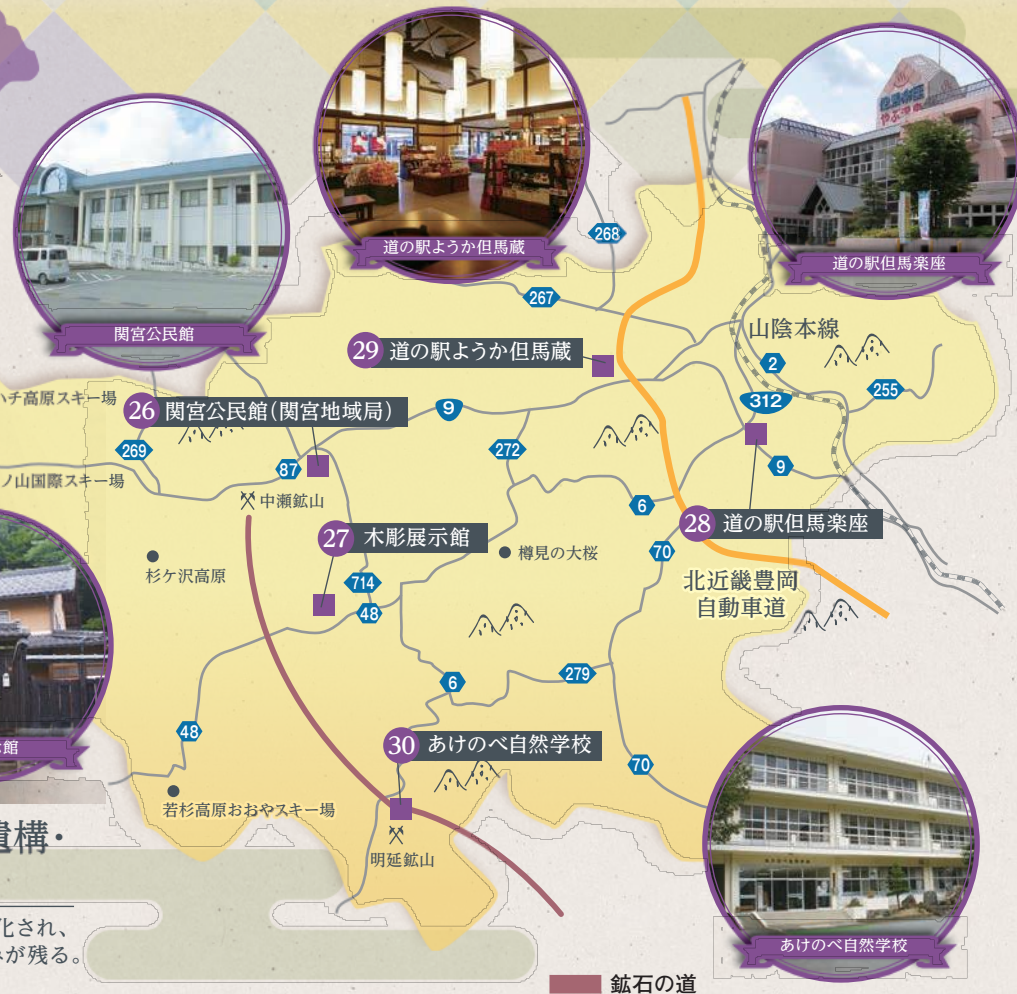 道の駅ようか但馬蔵
道の駅但馬楽座
関宮公民館
268
267
山陰本線
29 道の駅ようか但馬蔵
2
ハチ高原スキー場
26 関宮公民館(関宮地域局)
9
312
255
269
272
87
9
ノ山国際スキー場
中瀬鉱山
6
28 道の駅但馬楽座
27 木彫展示館
樽見の大桜
70
杉ケ沢高原
714
北近畿豊岡
自動車道
48
279
6
48
館
30 あけのべ自然学校
70
若杉高原おおやスキー場
遺構・
明延鉱山
化され、
みが残る。
あけのべ自然学校
鉱石の道